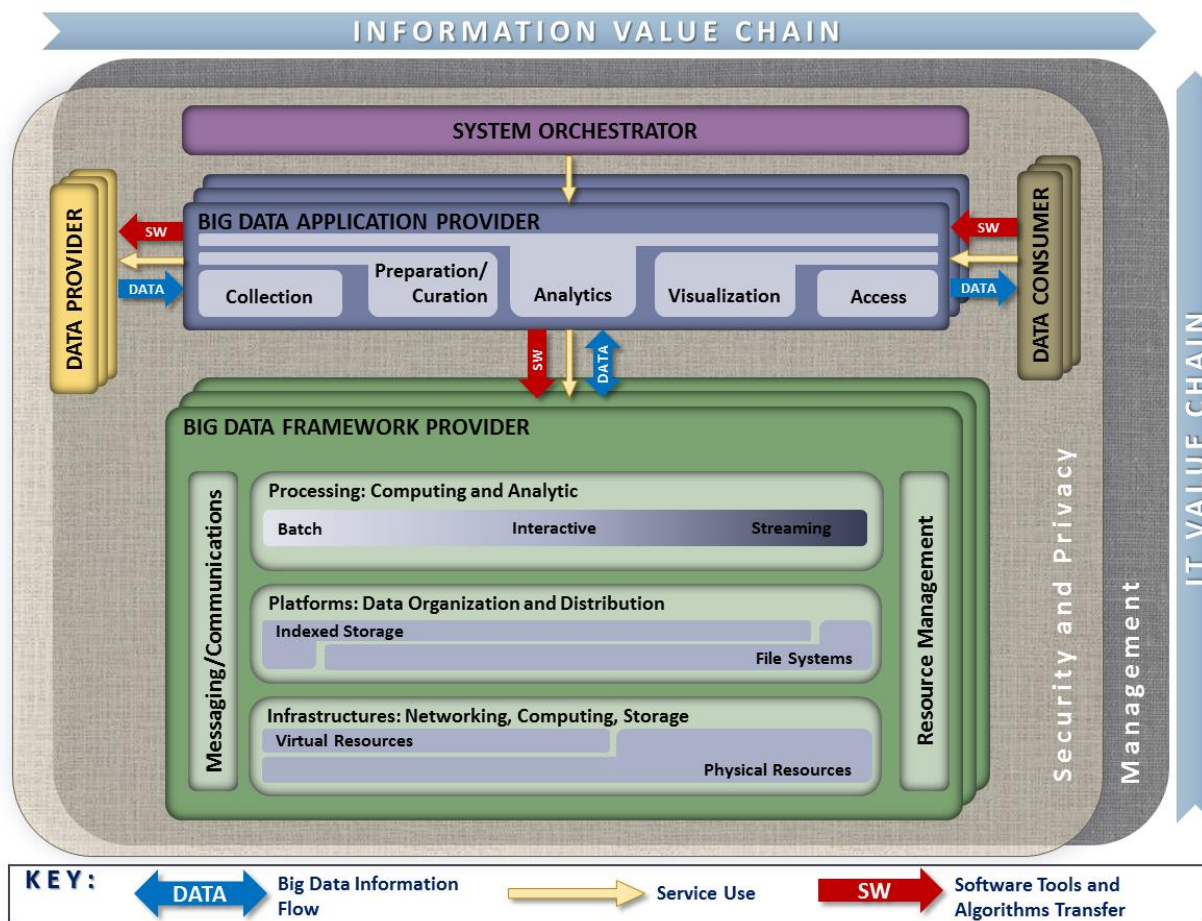 INFORMATION VALUE CHAIN
SYSTEM ORCHESTRATOR
DATA PROVIDER
SW
DATA
BIG DATA APPLICATION PROVIDER
Collection
Preparation/
Curation
Analytics
Visualization
Access
SW
DATA
DATA CONSUMER
SW
DATA
BIG DATA FRAMEWORK PROVIDER
Messaging/Communications
Processing: Computing and Analytic
Batch
Interactive
Streaming
Platforms: Data Organization and Distribution
Indexed Storage
File Systems
Infrastructures: Networking, Computing, Storage
Virtual Resources
Physical Resources
Resource Management
Security and Privacy
Management
IT VALUE CHAIN
KEY:
DATA
Big Data Information
Flow
Service Use
SW
Software Tools and
Algorithms Transfer